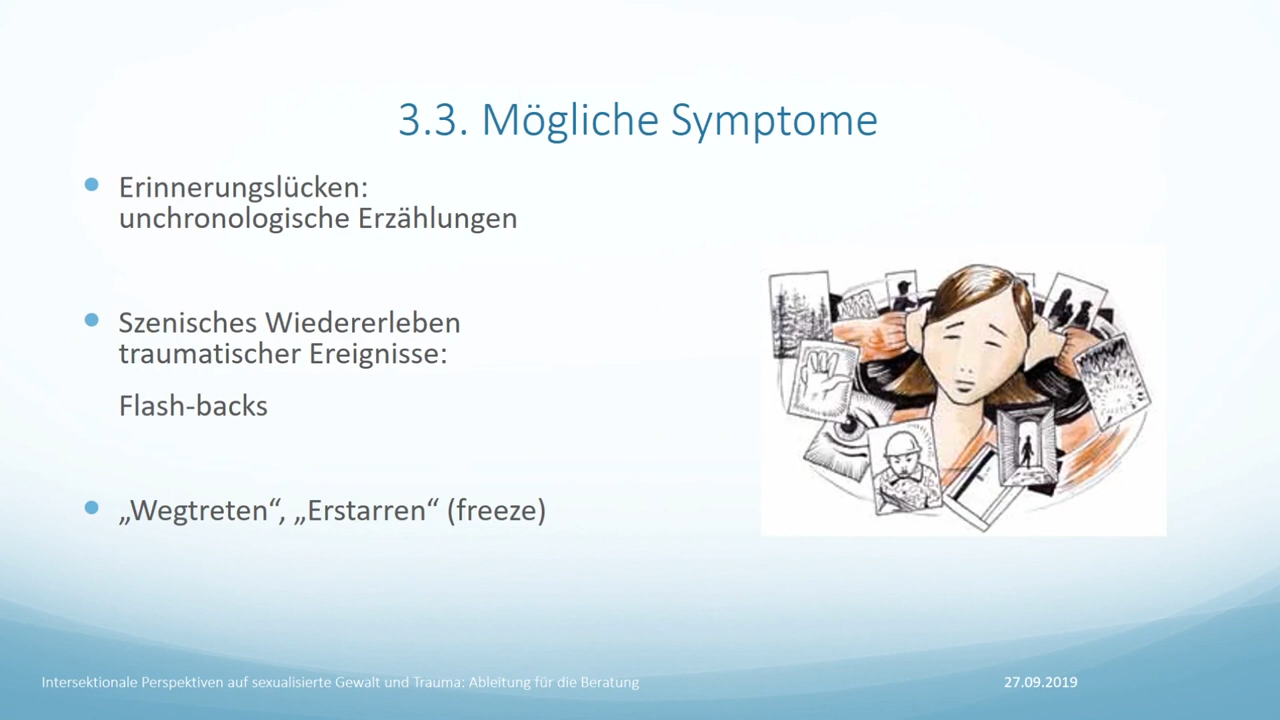 3.3. Mögliche Symptome
Erinnerungslücken:
unchronologische Erzählungen
Szenisches Wiedererleben
traumatischer Ereignisse:
Flash-backs
„Wegtreten“, „Erstarren“ (freeze)
Intersektionale Perspektiven auf sexualisierte Gewalt und Trauma: Ableitung für die Beratung
27.09.2019